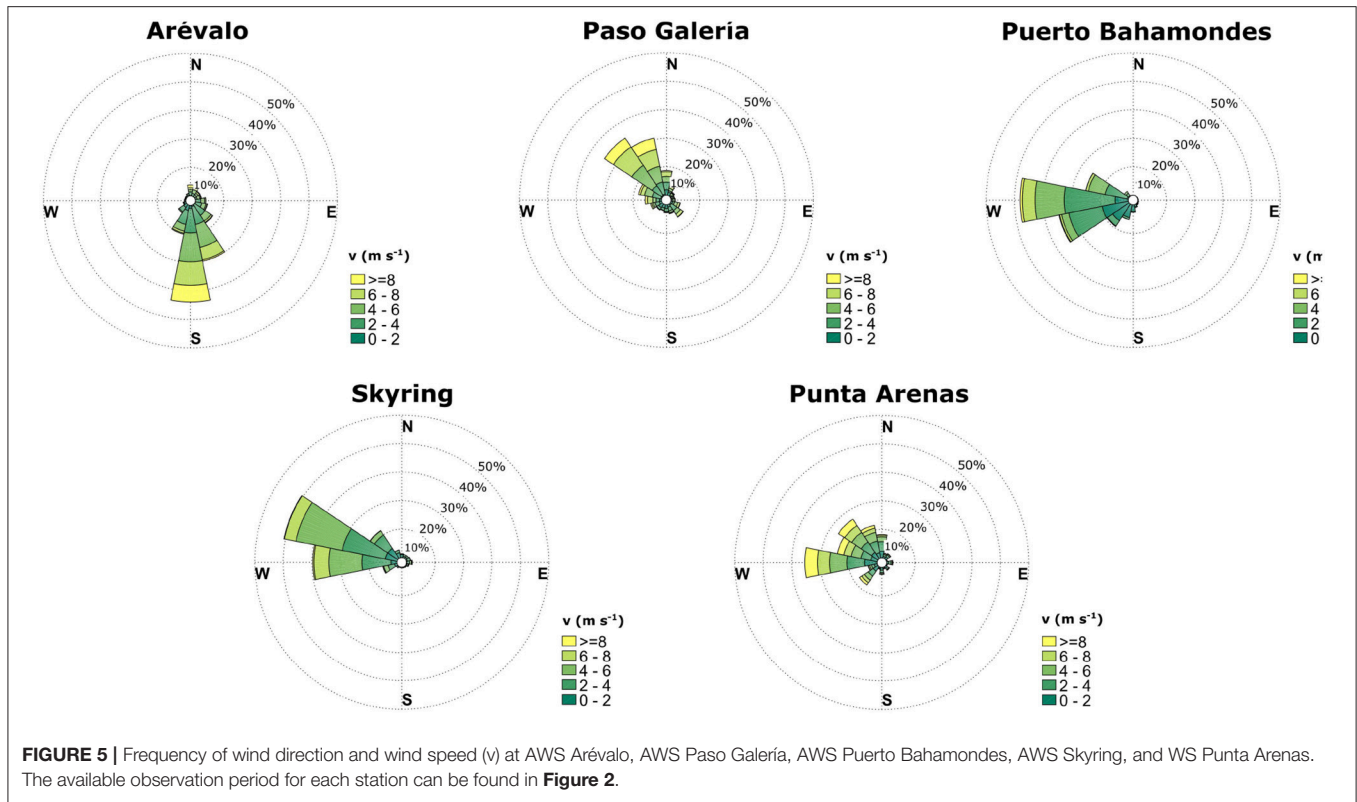 Arévalo
N
50%
40%
30%
20%
10%
W
E
S
v (m s⁻¹)
>=8
6 - 8
4 - 6
2 - 4
0 - 2
Paso Galería
N
50%
40%
30%
20%
10%
W
E
S
v (m s⁻¹)
>=8
6 - 8
4 - 6
2 - 4
0 - 2
Puerto Bahamondes
N
50%
40%
30%
20%
10%
W
E
S
v (m
>
6
4
2
0
Skyring
N
50%
40%
30%
20%
10%
W
E
S
v (m s⁻¹)
>=8
6 - 8
4 - 6
2 - 4
0 - 2
Punta Arenas
N
50%
40%
30%
20%
10%
W
E
S
v (m s⁻¹)
>=8
6 - 8
4 - 6
2 - 4
0 - 2
FIGURE 5 | Frequency of wind direction and wind speed (v) at AWS Arévalo, AWS Paso Galería, AWS Puerto Bahamondes, AWS Skyring, and WS Punta Arenas.
The available observation period for each station can be found in Figure 2.